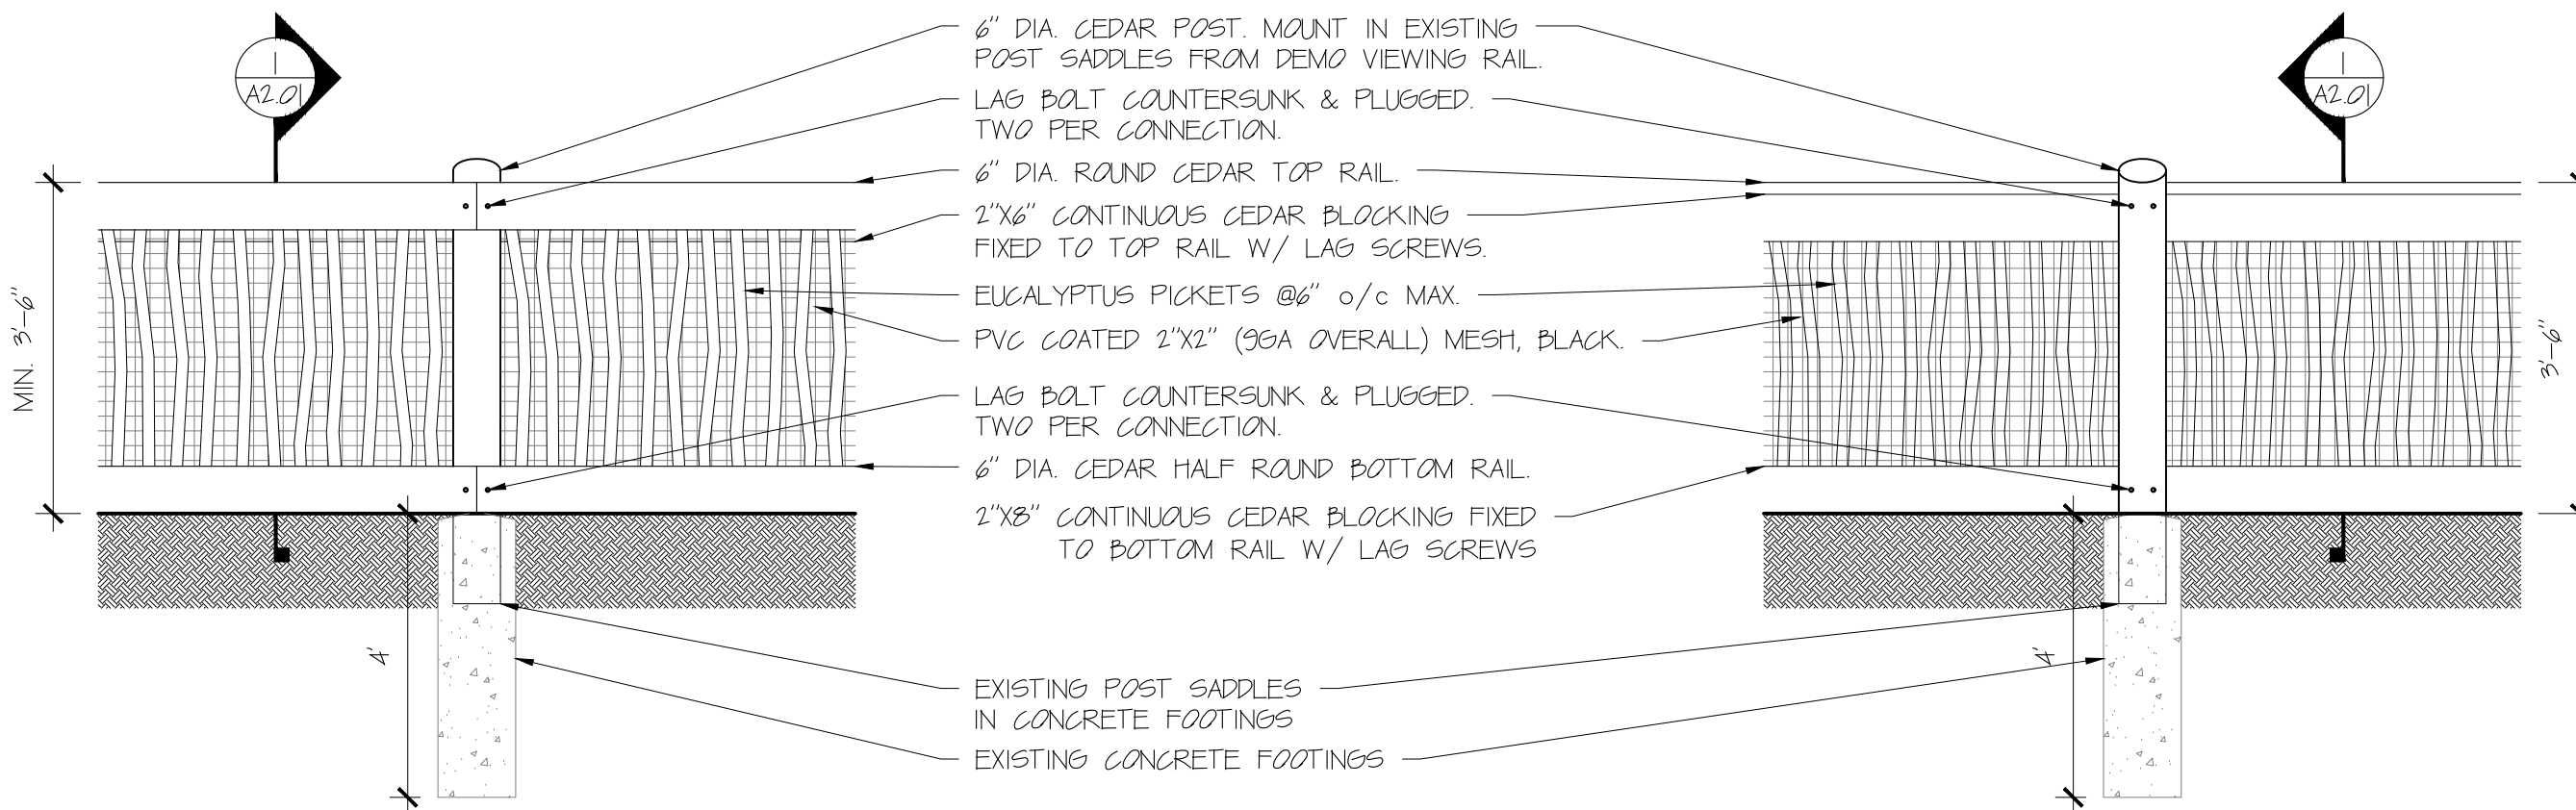 1
A2.01
6" DIA. CEDAR POST. MOUNT IN EXISTING
POST SADDLES FROM DEMO VIEWING RAIL.
LAG BOLT COUNTERSUNK & PLUGGED.
TWO PER CONNECTION.
6" DIA. ROUND CEDAR TOP RAIL.
2"X6" CONTINUOUS CEDAR BLOCKING
FIXED TO TOP RAIL W/ LAG SCREWS.
EUCALYPTUS PICKETS @6" o/c MAX.
PVC COATED 2"X2" (9GA OVERALL) MESH, BLACK.
LAG BOLT COUNTERSUNK & PLUGGED.
TWO PER CONNECTION.
6" DIA. CEDAR HALF ROUND BOTTOM RAIL.
2"X8" CONTINUOUS CEDAR BLOCKING FIXED
TO BOTTOM RAIL W/ LAG SCREWS
EXISTING POST SADDLES
IN CONCRETE FOOTINGS
EXISTING CONCRETE FOOTINGS
MIN. 3'-6"
4'
1
A2.01
3'-6"
4'